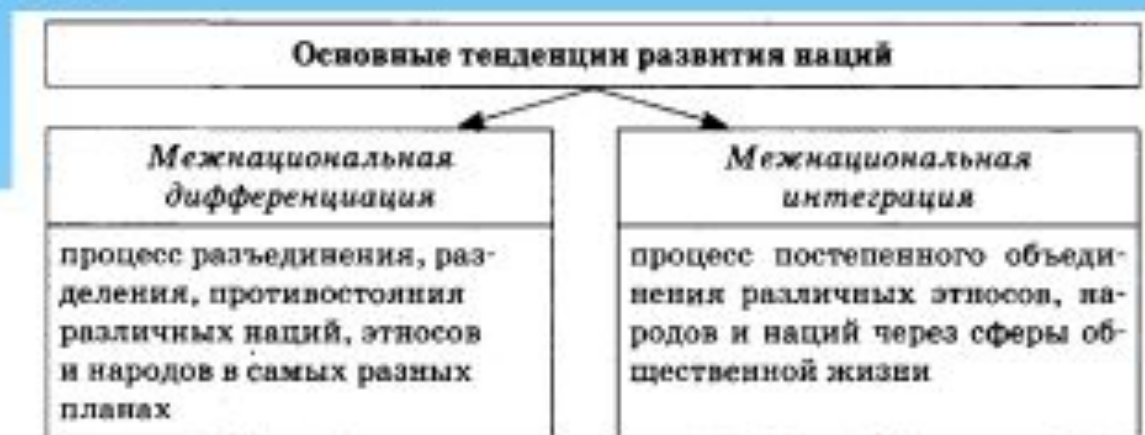 Основные тенденции развития наций
Межнациональная
дифференциация
процесс разъединения, раз-
деления, противостояния
различных наций, этносов
и народов в самых разных
планах
Межнациональная
интеграция
процесс постепенного объеди-
нения различных этносов, на-
родов и наций через сферы об-
щественной жизни